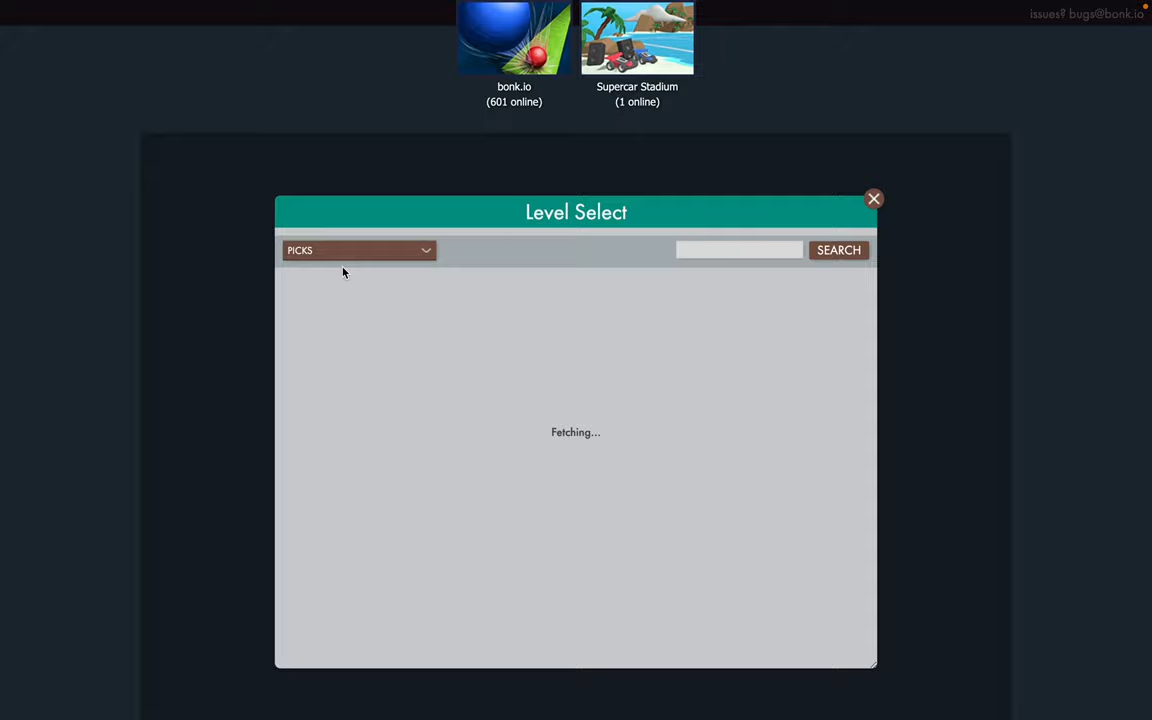 issues? bugs@bonk.io
bonk.io
(601 online)
Supercar Stadium
(1 online)
Level Select
PICKS
SEARCH
Fetching...